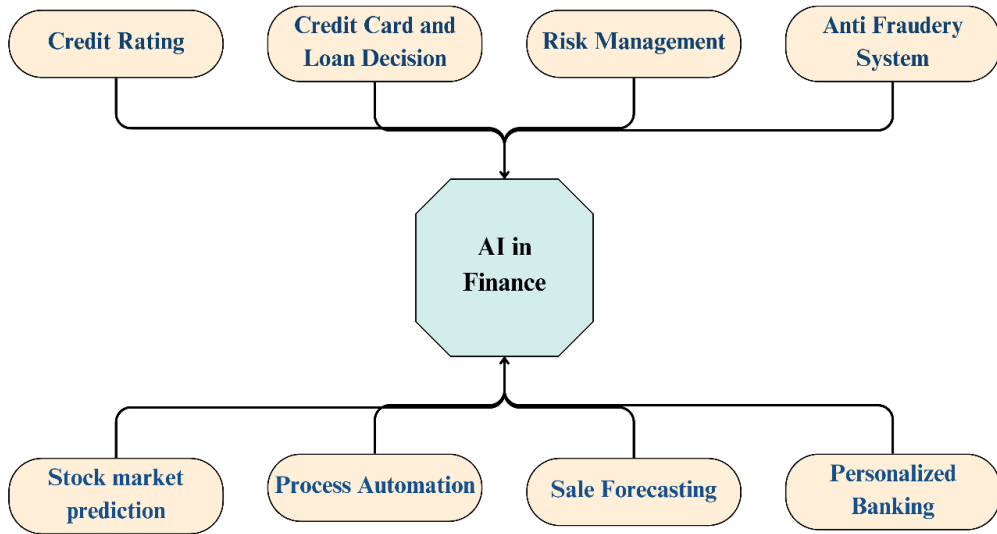 Credit Rating
Credit Card and
Loan Decision
Risk Management
Anti Fraudery
System
AI in
Finance
Stock market
prediction
Process Automation
Sale Forecasting
Personalized
Banking